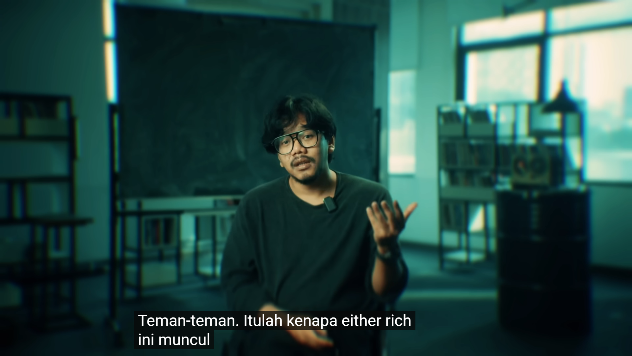 Teman-teman. Itulah kenapa either rich
ini muncul